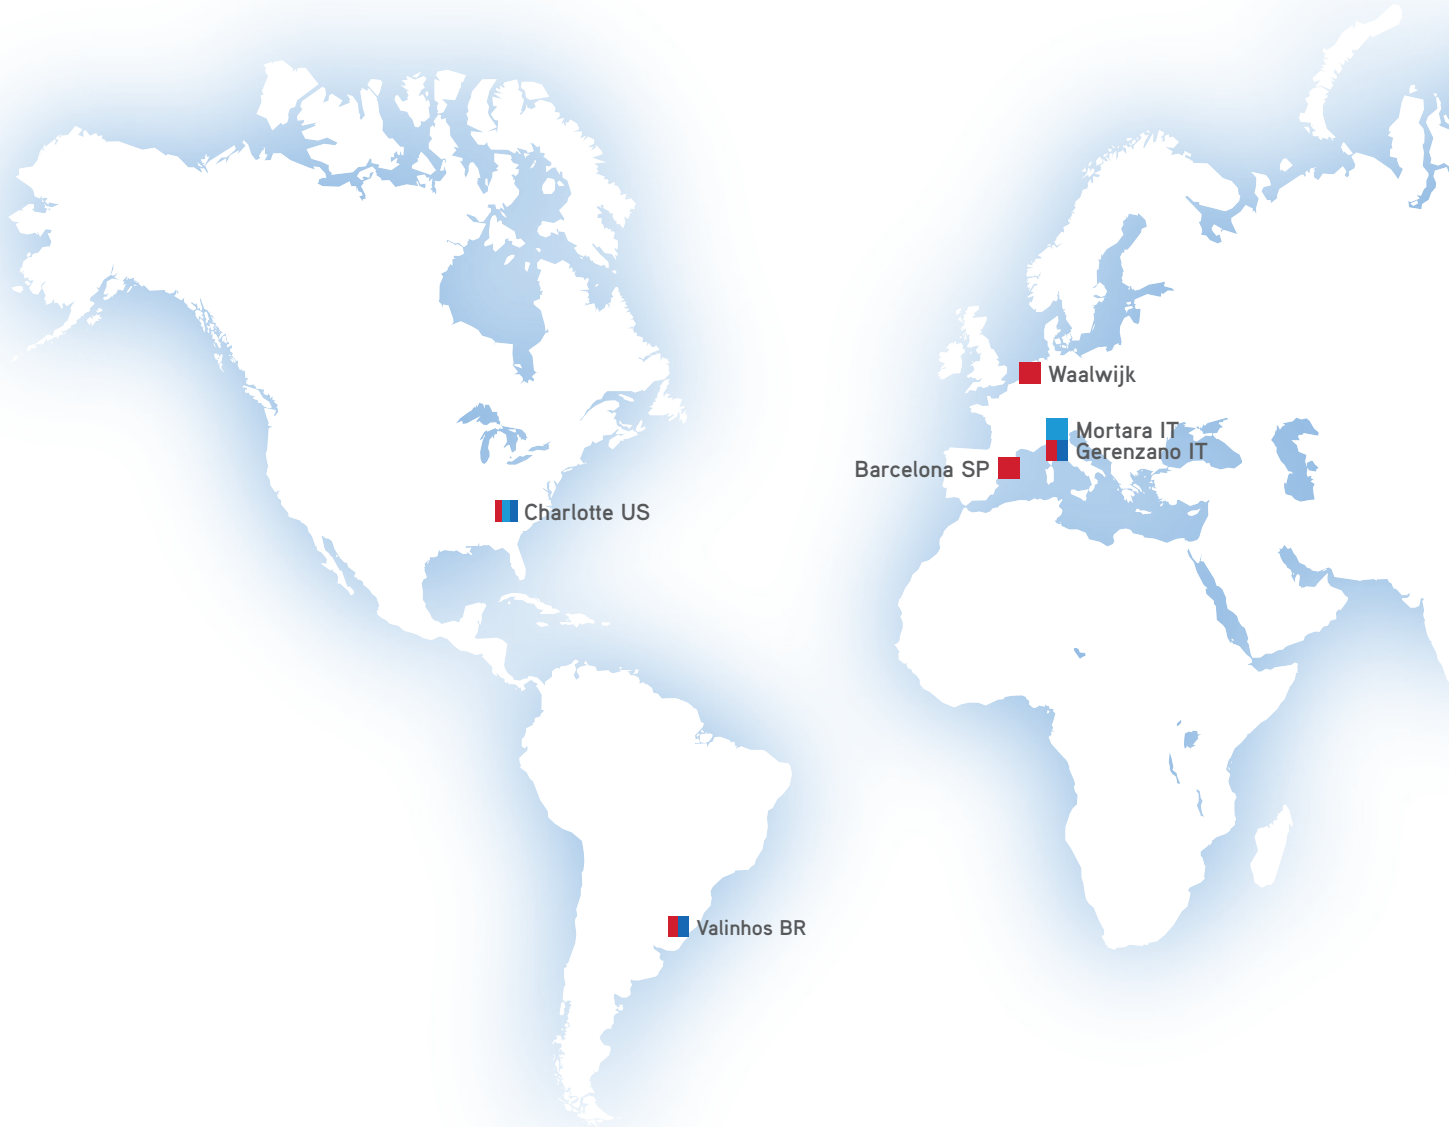 Waalwijk
Mortara IT
Gerenzano IT
Barcelona SP
Charlotte US
Valinhos BR